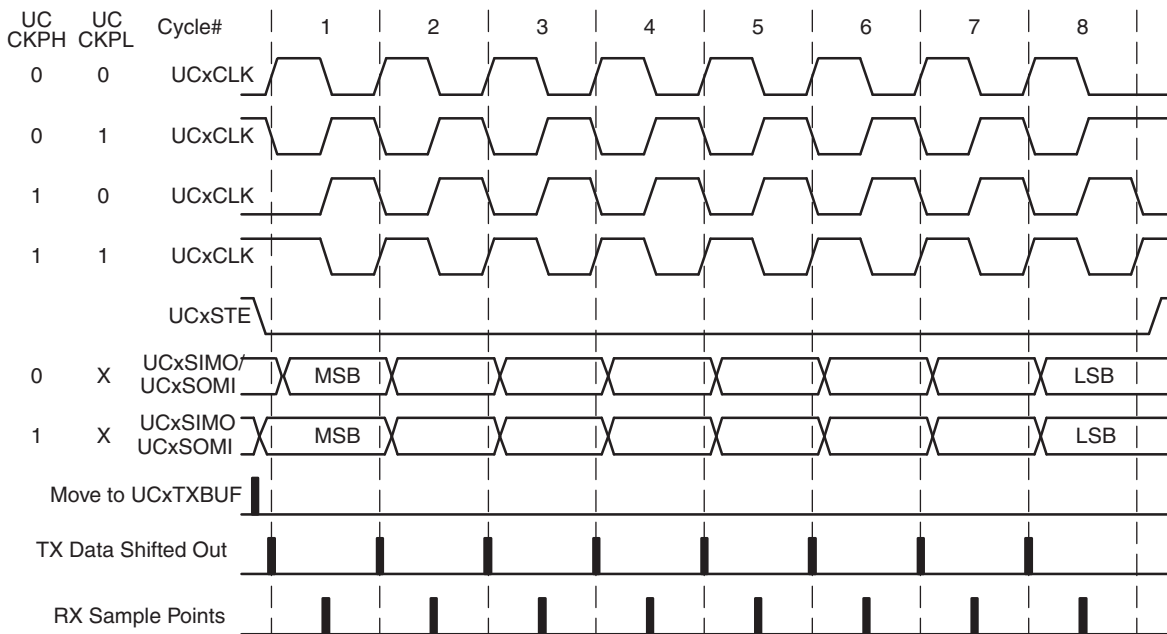 UC CKPH UC CKPL Cycle# 1 2 3 4 5 6 7 8
0 0 UCxCLK
0 1 UCxCLK
1 0 UCxCLK
1 1 UCxCLK
UCxSTE
0 X UCxSIMO/ UCxSOMI MSB LSB
1 X UCxSIMO UCxSOMI MSB LSB
Move to UCxTXBUF
TX Data Shifted Out
RX Sample Points